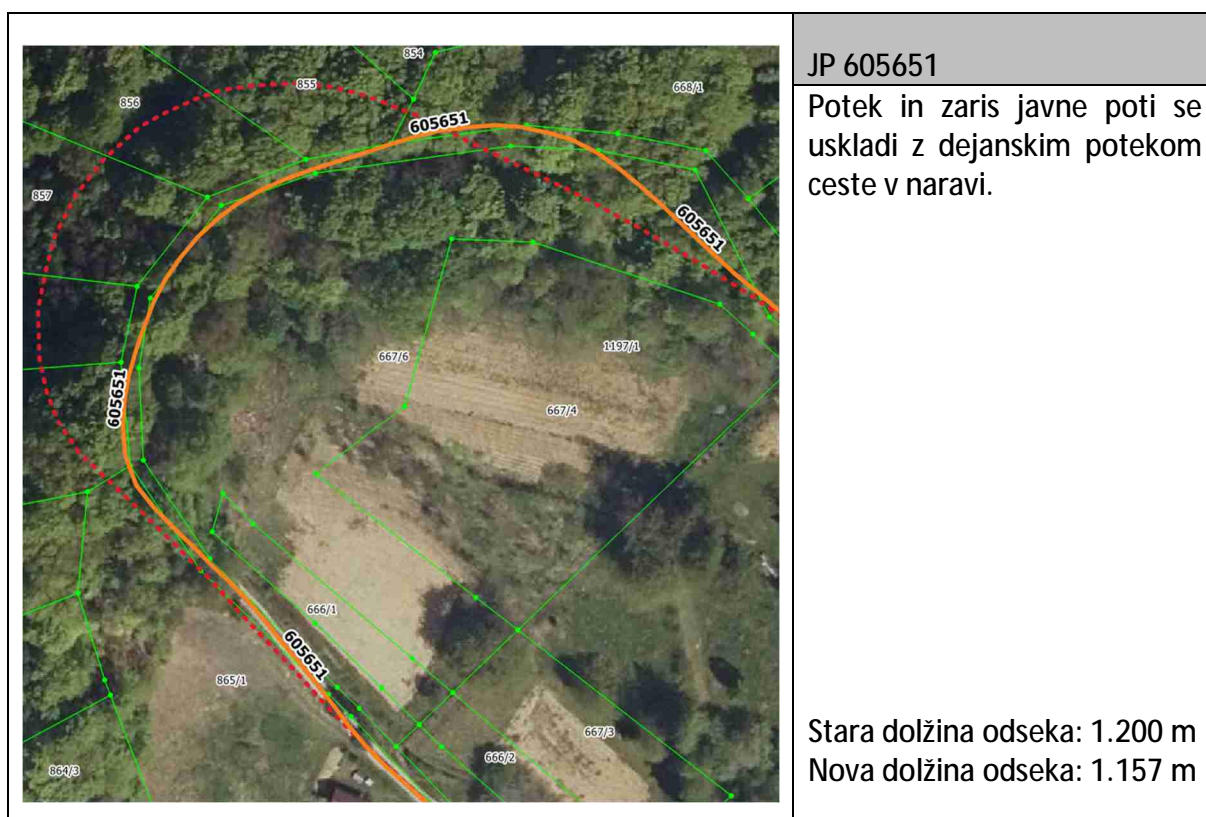 854
855
668/1
856
605651
857
605651
1197/1
667/6
605651
667/4
666/1
605651
865/1
667/3
666/2
864/3
JP 605651
Potek in zaris javne poti se
uskladi z dejanskim potekom
ceste v naravi.
Stara dolžina odseka: 1.200 m
Nova dolžina odseka: 1.157 m